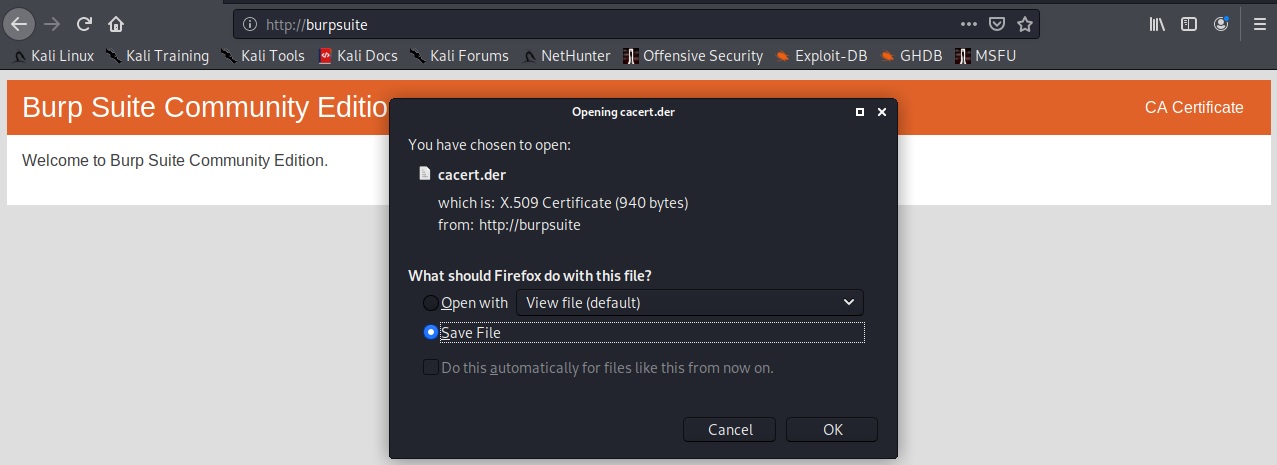 http://burpsuite
Kali Linux Kali Training Kali Tools Kali Docs Kali Forums NetHunter Offensive Security Exploit-DB GHDB MSFU
Burp Suite Community Editio
CA Certificate
Welcome to Burp Suite Community Edition.
Opening cacert.der
You have chosen to open:
cacert.der
which is: X.509 Certificate (940 bytes)
from: http://burpsuite
What should Firefox do with this file?
Open with View file (default)
Save File
Do this automatically for files like this from now on.
Cancel OK